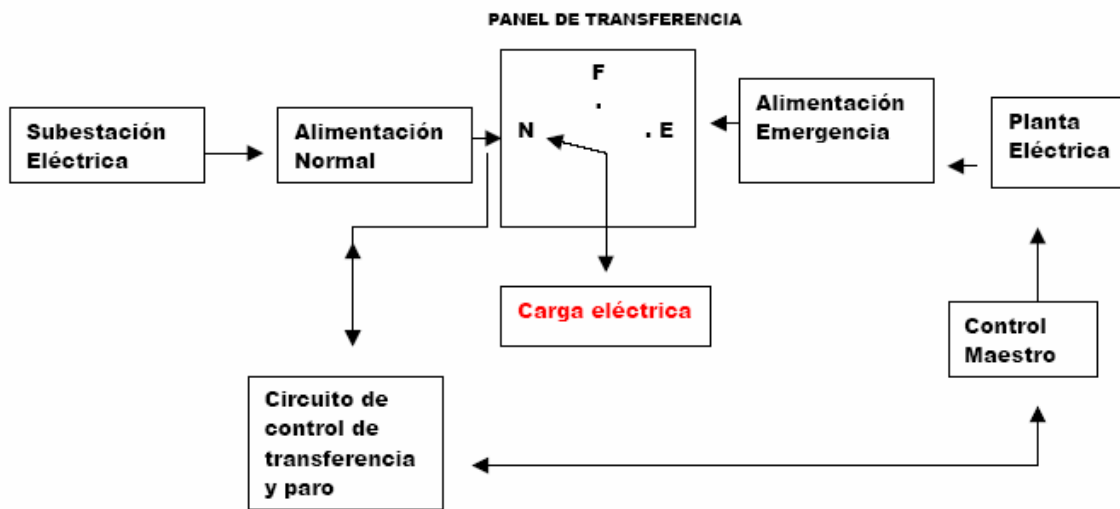 PANEL DE TRANSFERENCIA
Subestación
Eléctrica
Alimentación
Normal
F
.
N
. E
Alimentación
Emergencia
Planta
Eléctrica
Carga eléctrica
Control
Maestro
Circuito de
control de
transferencia
y paro